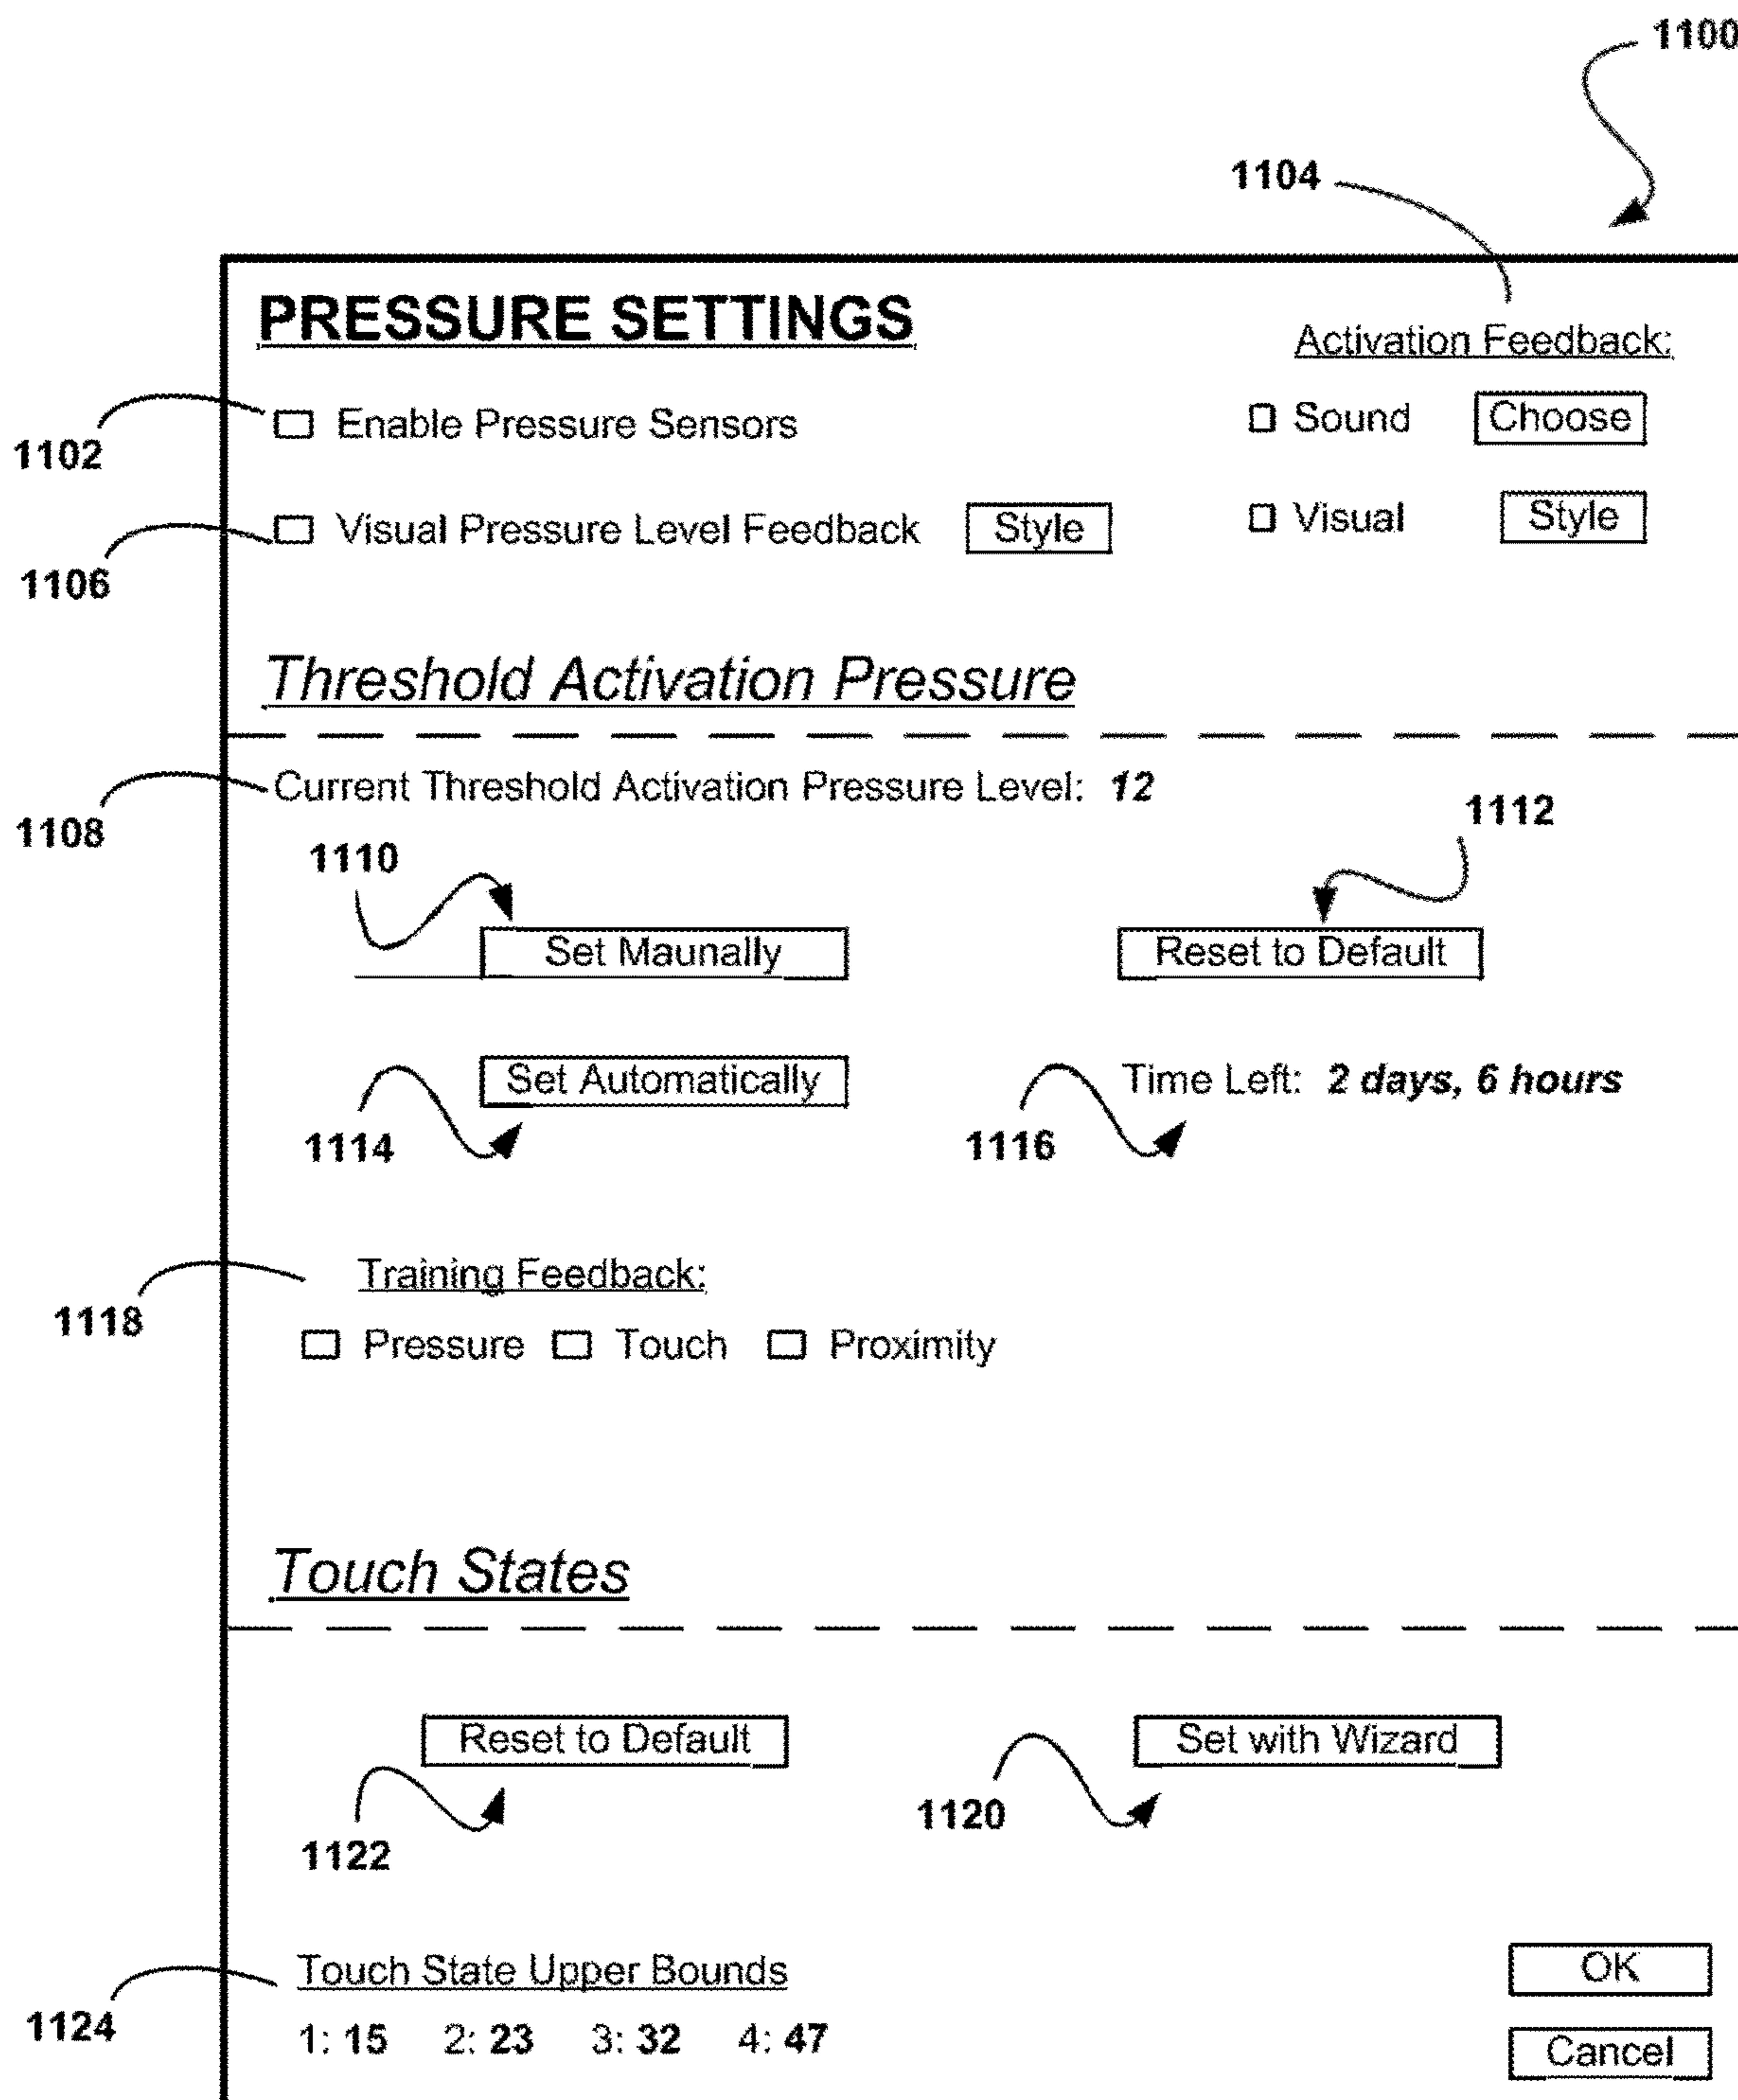 1100
1104
PRESSURE SETTINGS
Activation Feedback:
1102
Enable Pressure Sensors
Sound Choose
1106
Visual Pressure Level Feedback Style
Visual Style
Threshold Activation Pressure
1108
Current Threshold Activation Pressure Level: 12
1110
1112
Set Maunally
Reset to Default
Set Automatically
Time Left: 2 days, 6 hours
1114
1116
1118
Training Feedback:
Pressure Touch Proximity
Touch States
Reset to Default
Set with Wizard
1122
1120
1124
Touch State Upper Bounds
1: 15 2: 23 3: 32 4: 47
OK
Cancel